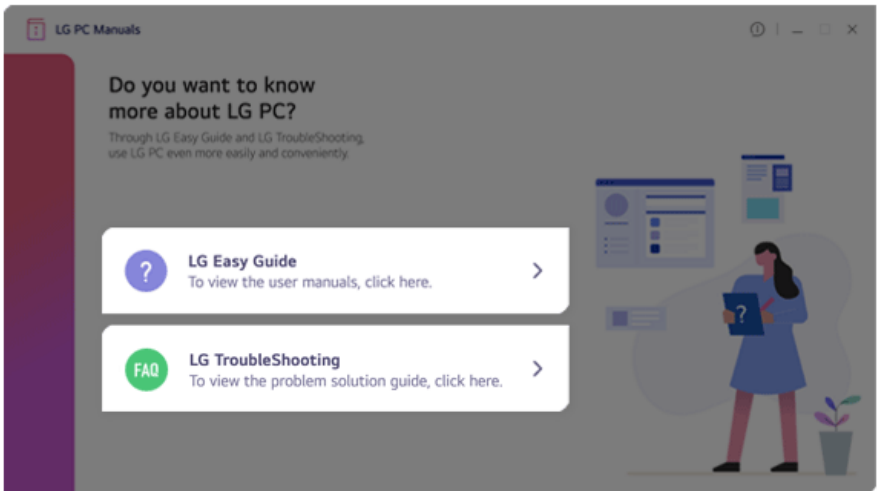 LG PC Manuals
Do you want to know
more about LG PC?
Through LG Easy Guide and LG TroubleShooting,
use LG PC even more easily and conveniently.
?
LG Easy Guide
To view the user manuals, click here.
FAQ
LG TroubleShooting
To view the problem solution guide, click here.
?